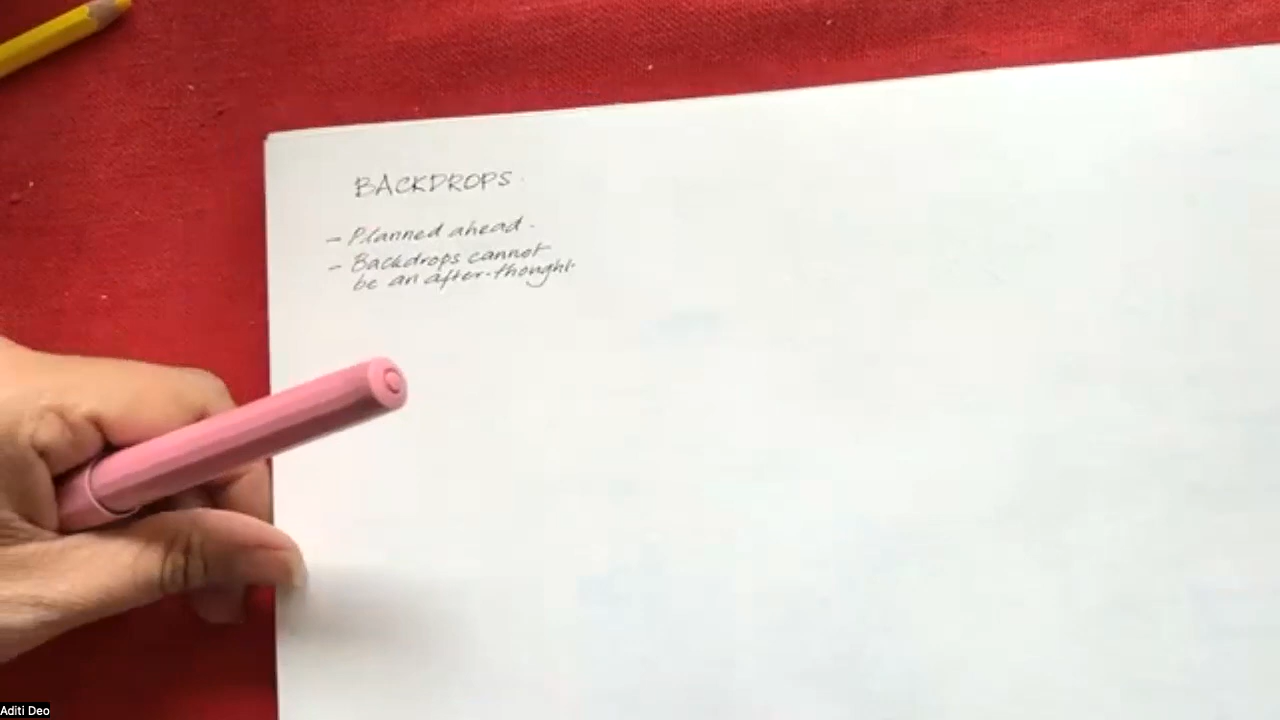 BACKDROPS.
- Planned ahead.
- Backdrops cannot
be an after-thought.
Aditi Deo